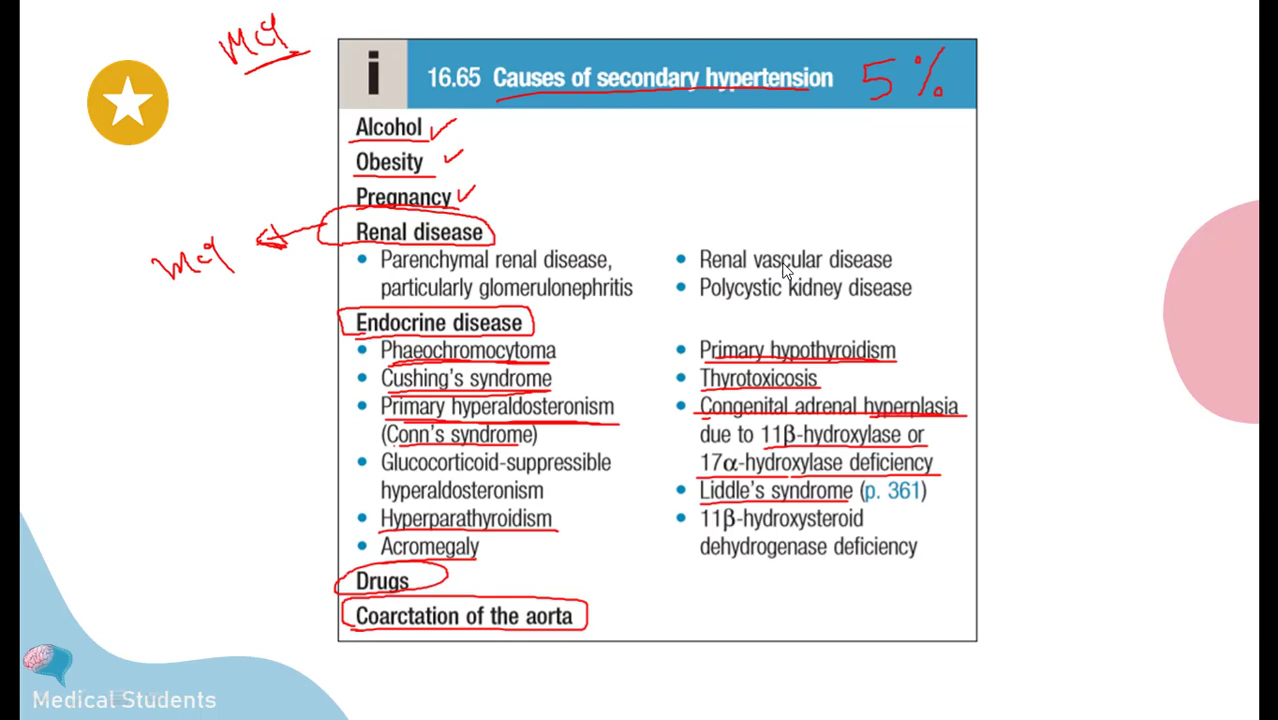 MCQ
i
16.65 Causes of secondary hypertension 5%
Alcohol
Obesity
Pregnancy
Renal disease
MCQ
• Parenchymal renal disease,
particularly glomerulonephritis
• Renal vascular disease
• Polycystic kidney disease
Endocrine disease
• Phaeochromocytoma
• Cushing's syndrome
• Primary hyperaldosteronism
(Conn's syndrome)
• Glucocorticoid-suppressible
hyperaldosteronism
• Hyperparathyroidism
• Acromegaly
• Primary hypothyroidism
• Thyrotoxicosis
• Congenital adrenal hyperplasia
due to 11β-hydroxylase or
17α-hydroxylase deficiency
• Liddle's syndrome (p. 361)
• 11β-hydroxysteroid
dehydrogenase deficiency
Drugs
Coarctation of the aorta
Medical Students